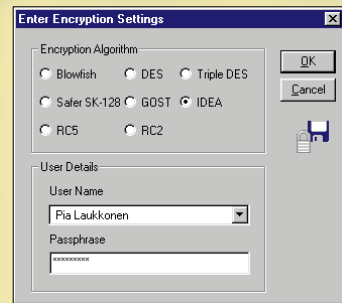 Enter Encryption Settings
Encryption Algorithm
Blowfish DES Triple DES
Safer SK-128 GOST IDEA
RC5 RC2
OK
Cancel
User Details
User Name
Pia Laukkonen
Passphrase
*********